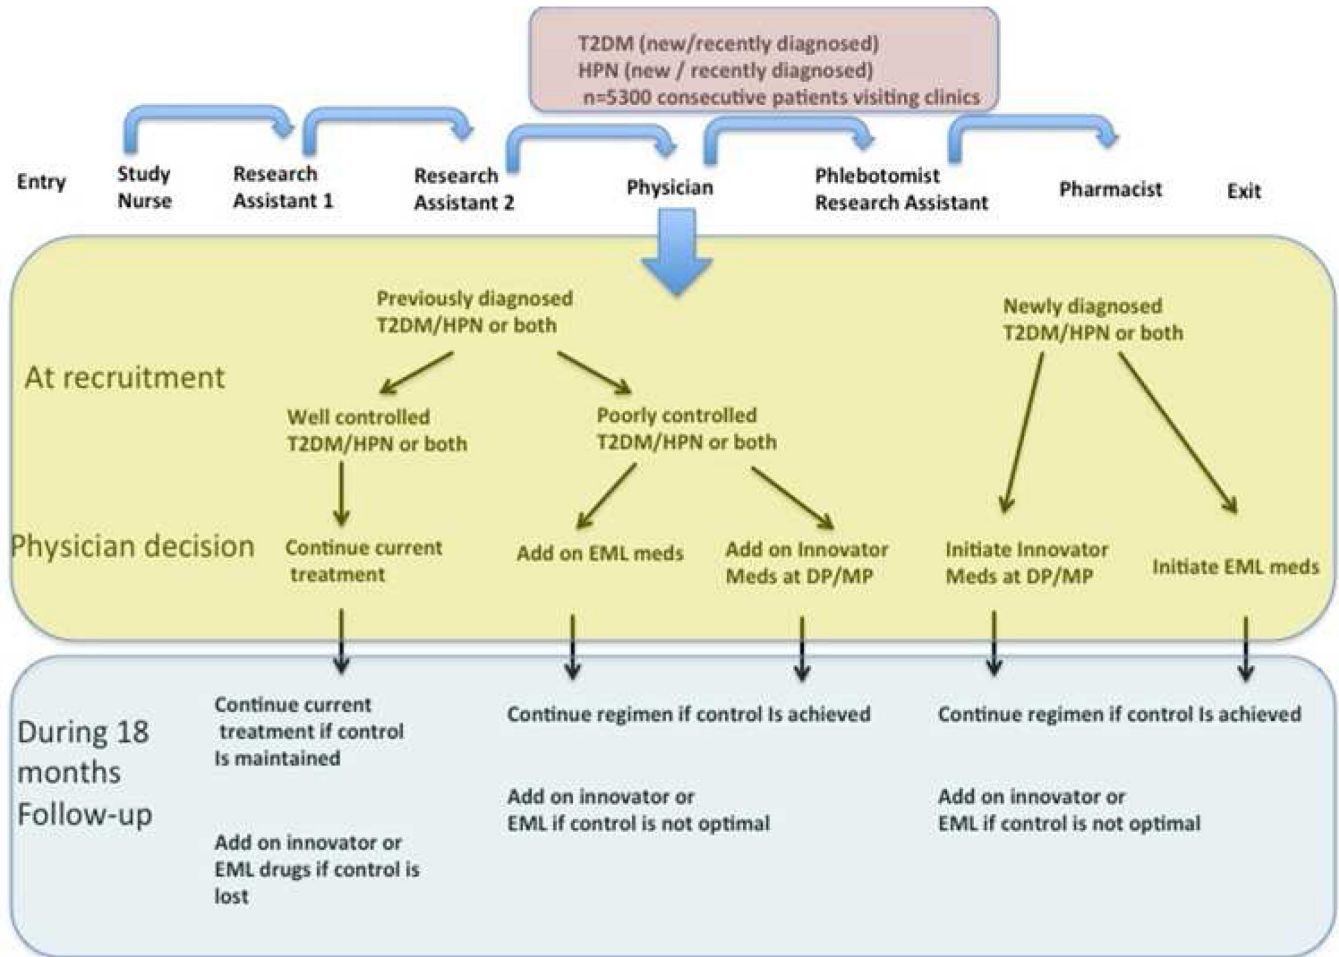 T2DM (new/recently diagnosed)
HPN (new / recently diagnosed)
n=5300 consecutive patients visiting clinics
Entry
Study
Nurse
Research
Assistant 1
Research
Assistant 2
Physician
Phlebotomist
Research Assistant
Pharmacist
Exit
At recruitment
Previously diagnosed
T2DM/HPN or both
Newly diagnosed
T2DM/HPN or both
Well controlled
T2DM/HPN or both
Poorly controlled
T2DM/HPN or both
Physician decision
Continue current
treatment
Add on EML meds
Add on Innovator
Meds at DP/MP
Initiate Innovator
Meds at DP/MP
Initiate EML meds
During 18
months
Follow-up
Continue current
treatment if control
Is maintained
Add on innovator or
EML drugs if control is
lost
Continue regimen if control Is achieved
Add on innovator or
EML if control is not optimal
Continue regimen if control Is achieved
Add on innovator or
EML if control is not optimal